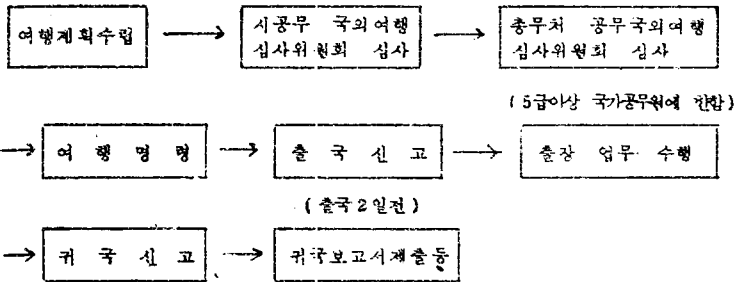 여행계획수립 → 시공무 국외여행 → 총무처 공무국외여행
심사위원회 심사 심사위원회 심사
(5급이상 국가공무원에 한함)
→ 여 행 명 령 → 출 국 신 고 → 출장 업무 수행
(출국2일전)
→ 귀 국 신 고 → 귀국보고서제출등